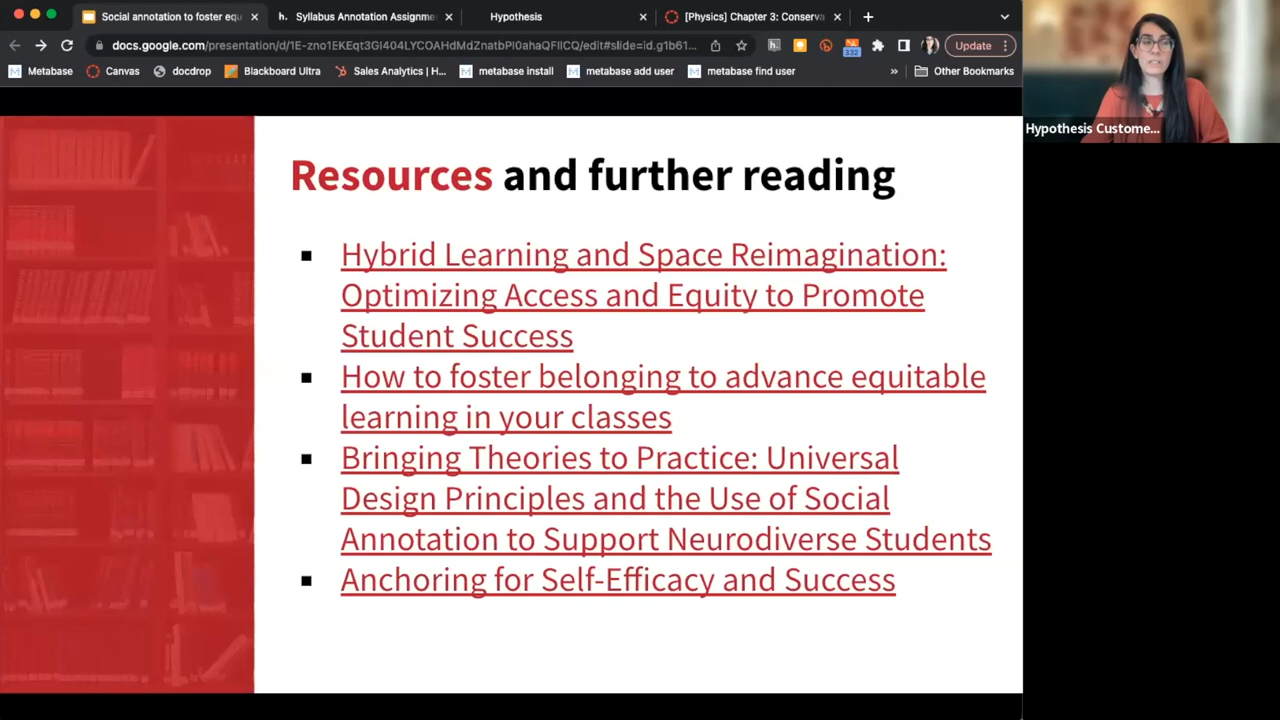 Social annotation to foster equ
Syllabus Annotation Assignme
Hypothesis
[Physics] Chapter 3: Conserva
docs.google.com/presentation/d/1E-zno1EKEqt3Gl404LYCOAHdMdZnatbPl0ahaQFIlCQ/edit#slide=id.g1b61...
332
Update
Metabase
Canvas
docdrop
Blackboard Ultra
Sales Analytics | H...
metabase install
metabase add user
metabase find user
»
Other Bookmarks
Hypothesis Custome...
Resources and further reading
▪ Hybrid Learning and Space Reimagination:
Optimizing Access and Equity to Promote
Student Success
▪ How to foster belonging to advance equitable
learning in your classes
▪ Bringing Theories to Practice: Universal
Design Principles and the Use of Social
Annotation to Support Neurodiverse Students
▪ Anchoring for Self-Efficacy and Success